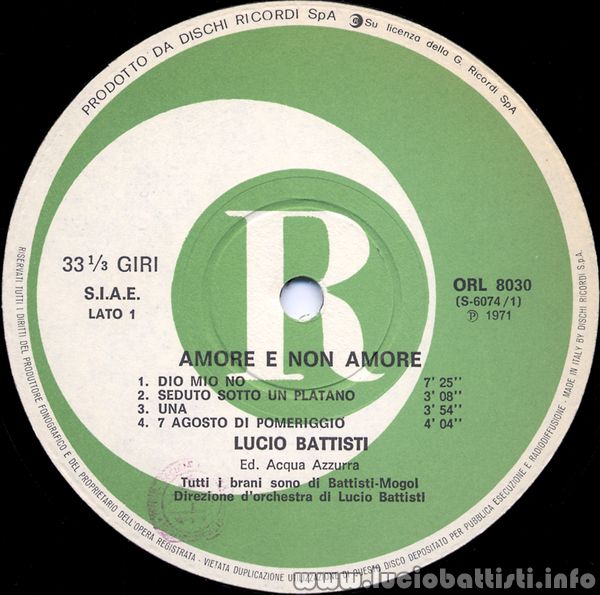 PRODOTTO DA DISCHI RICORDI SpA
Su licenza della G. Ricordi SpA
R
33 1/3 GIRI
S.I.A.E.
LATO 1
ORL 8030
(S-6074/1)
Ⓟ 1971
AMORE E NON AMORE
1. DIO MIO NO 7' 25''
2. SEDUTO SOTTO UN PLATANO 3' 08''
3. UNA 3' 54''
4. 7 AGOSTO DI POMERIGGIO 4' 04''
LUCIO BATTISTI
Ed. Acqua Azzurra
Tutti i brani sono di Battisti-Mogol
Direzione d'orchestra di Lucio Battisti
RISERVATI TUTTI I DIRITTI DEL PRODUTTORE FONOGRAFICO E DEL PROPRIETARIO DELL'OPERA REGISTRATA - VIETATA DUPLICAZIONE UTILIZZAZIONE DI QUESTO DISCO DEPOSITATO PER PUBBLICA ESECUZIONE E RADIODIFFUSIONE - MADE IN ITALY BY DISCHI RICORDI S.p.A.
www.luciobattisti.info